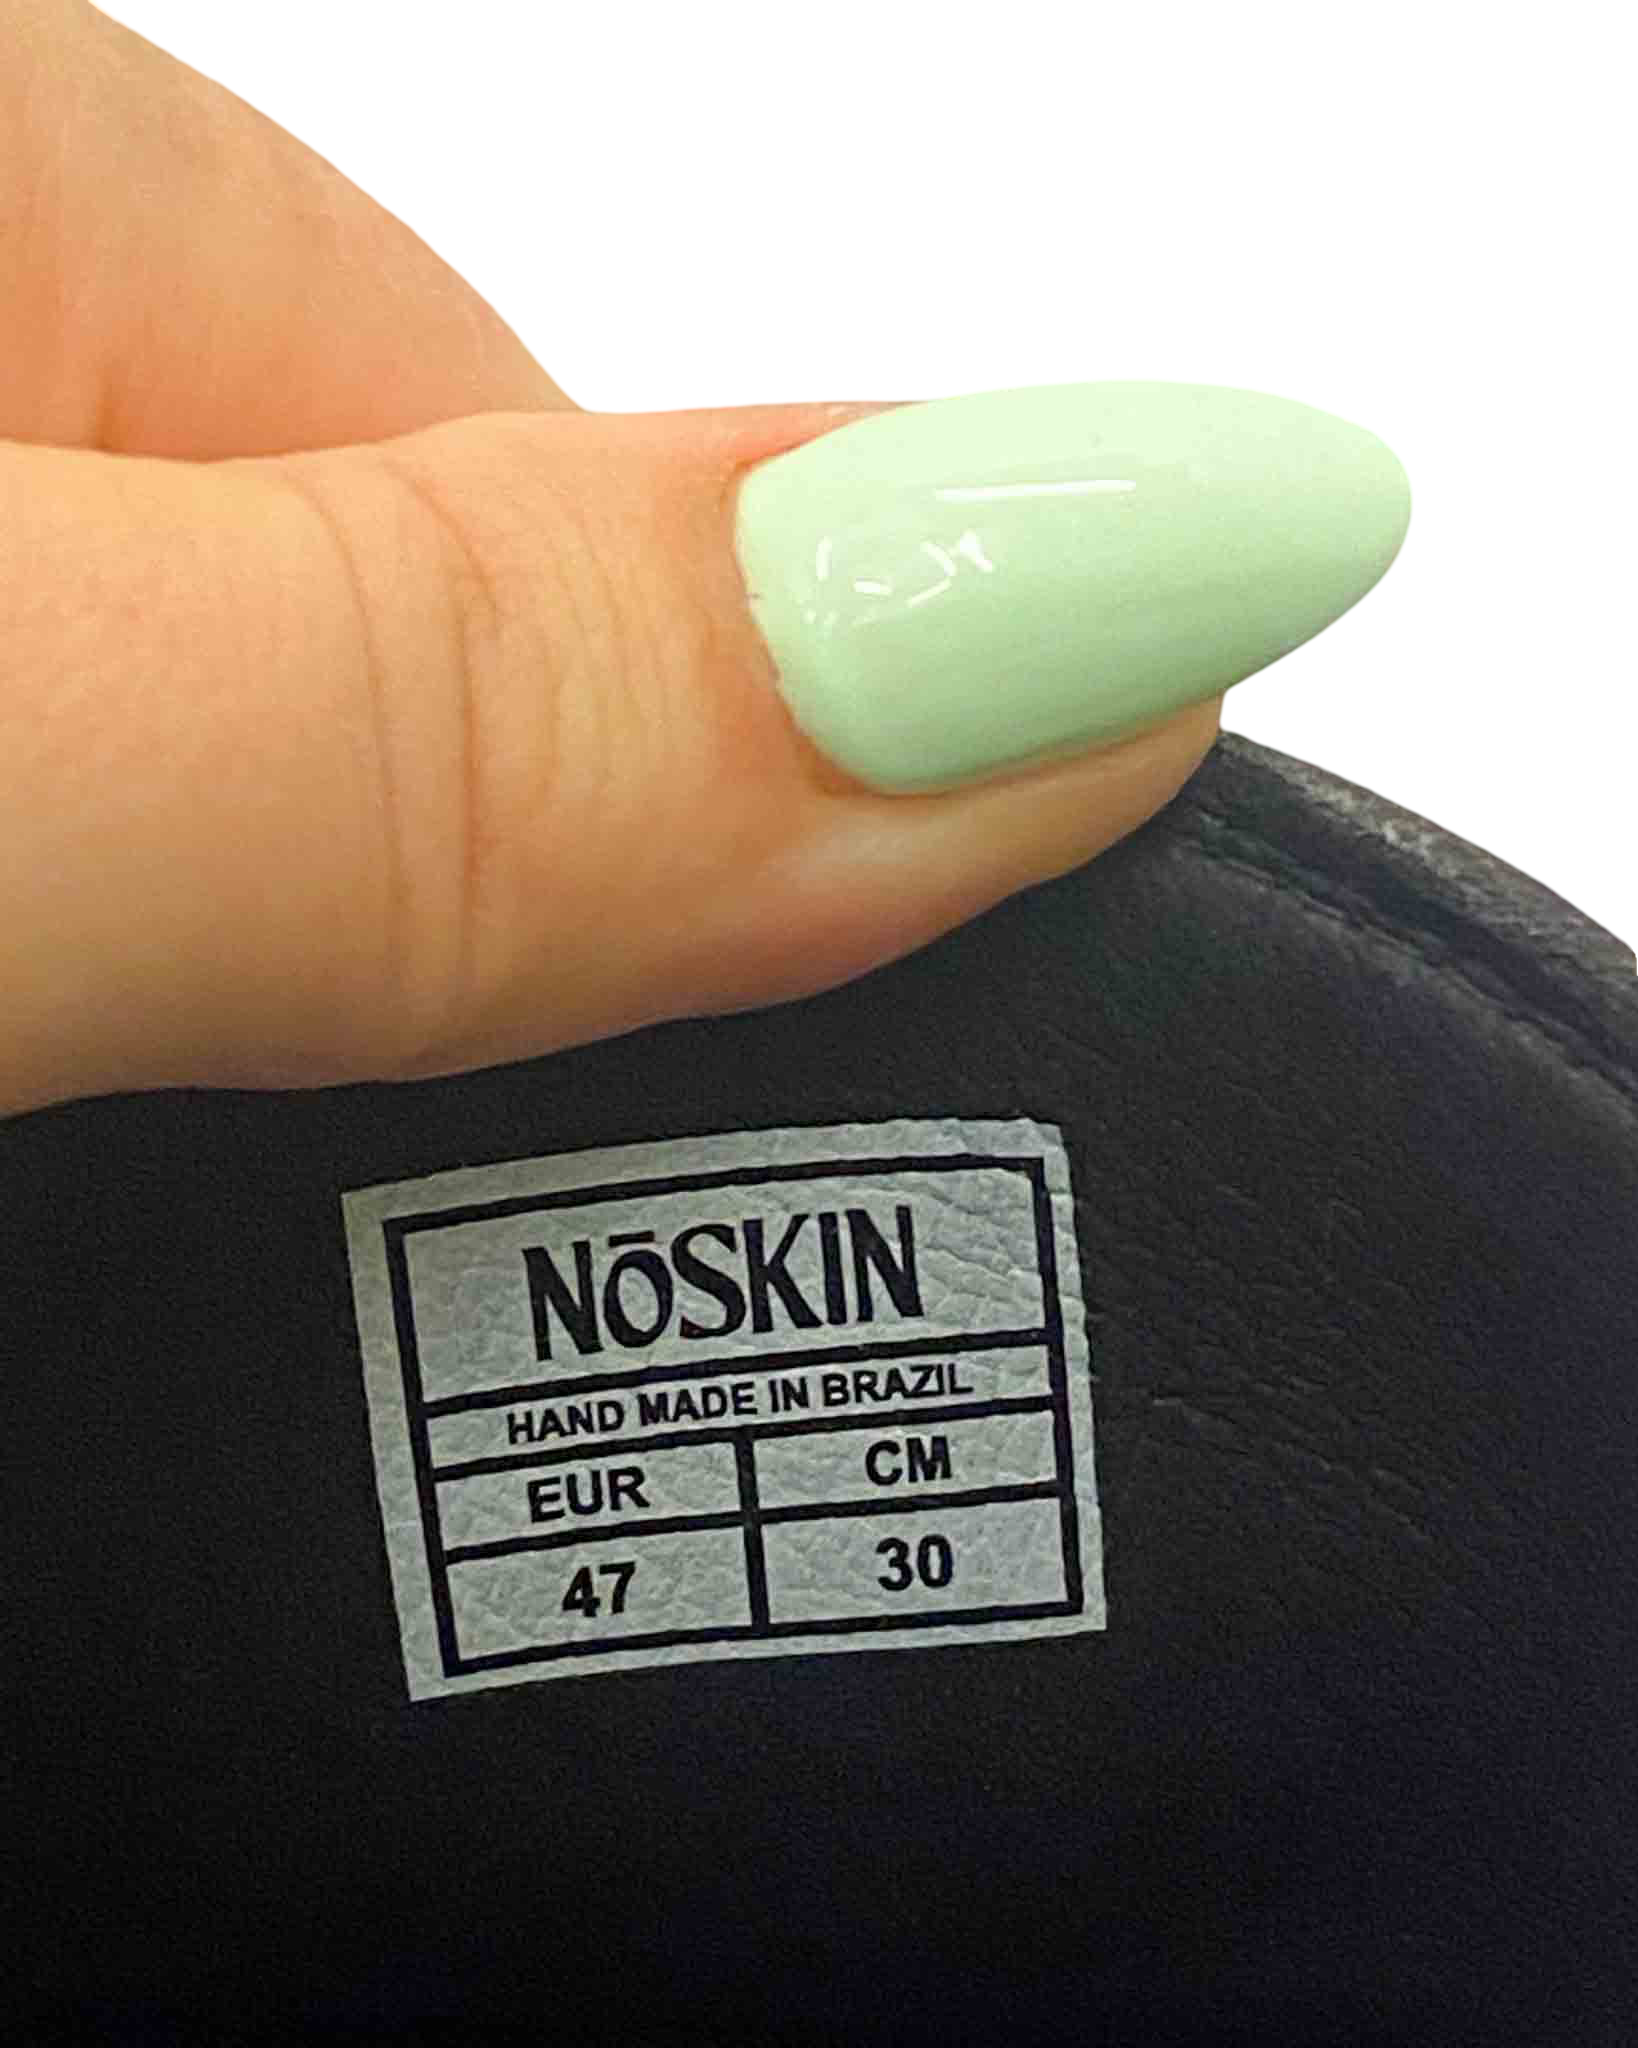 NōSKIN
HAND MADE IN BRAZIL
EUR CM
47 30